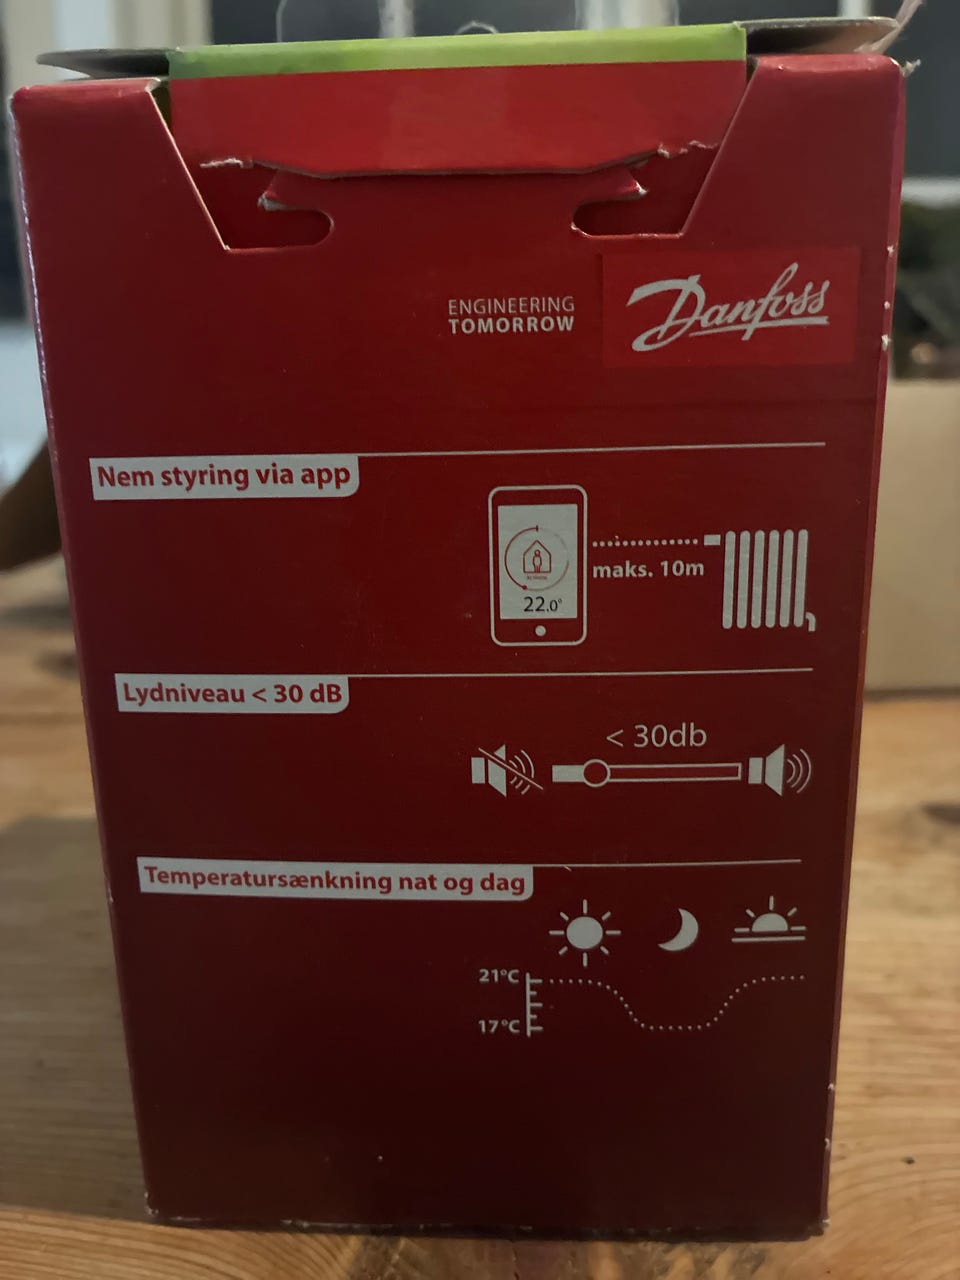 ENGINEERING
TOMORROW
Danfoss
Nem styring via app
maks. 10m
22.0°
Lydniveau < 30 dB
< 30db
Temperatursænkning nat og dag
21°C
17°C